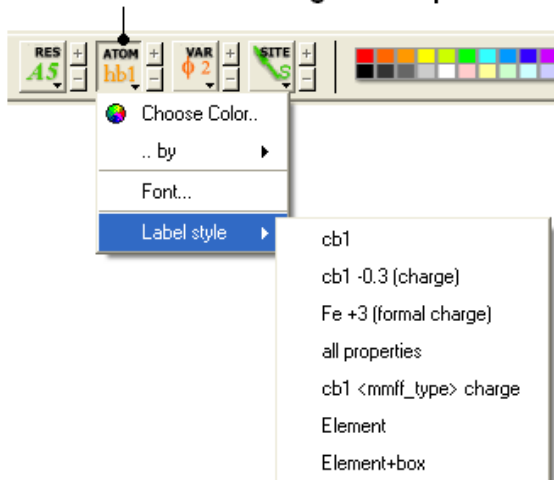 RES + ATOM + VAR + SITE +
A5 - hb1 - ϕ 2 - S -
Choose Color..
.. by
Font...
Label style
cb1
cb1 -0.3 (charge)
Fe +3 (formal charge)
all properties
cb1 <mmff_type> charge
Element
Element+box